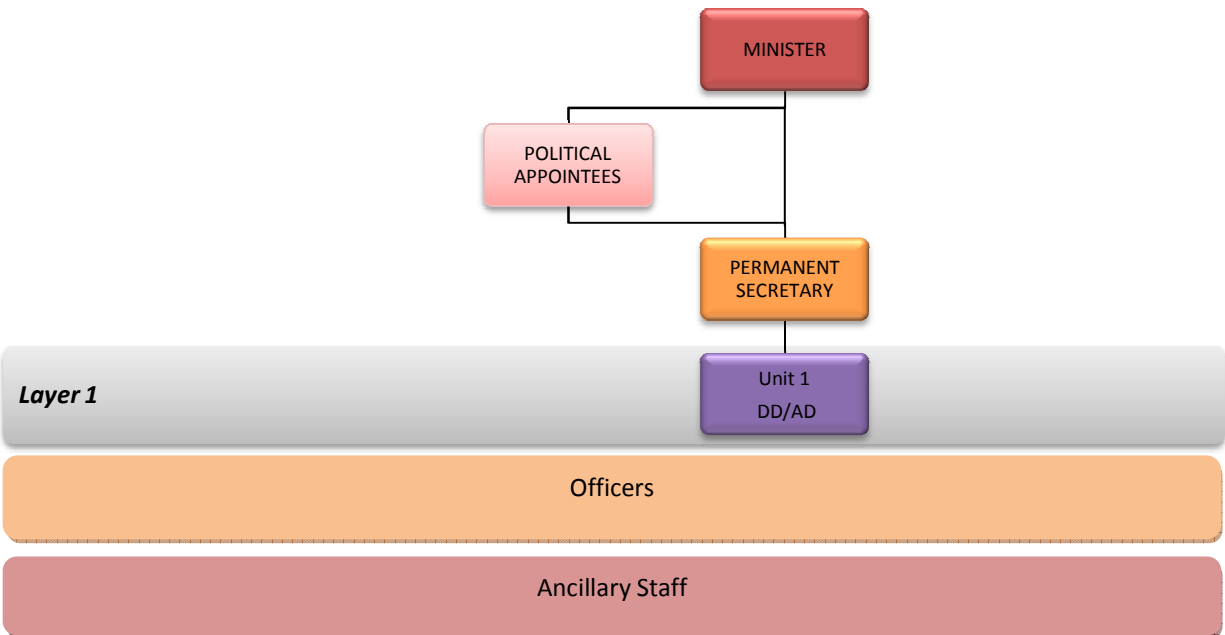 MINISTER
POLITICAL
APPOINTEES
PERMANENT
SECRETARY
Layer 1
Unit 1
DD/AD
Officers
Ancillary Staff